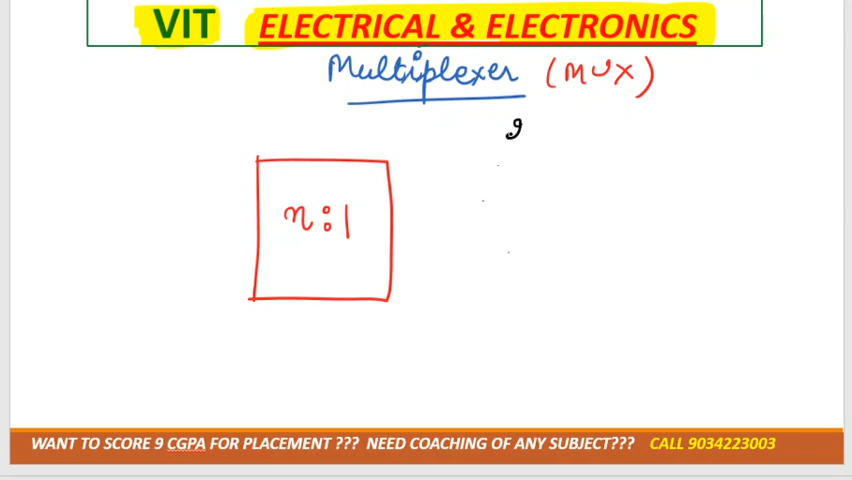 VIT ELECTRICAL & ELECTRONICS
Multiplexer (MUX)
9
n:1
WANT TO SCORE 9 CGPA FOR PLACEMENT ??? NEED COACHING OF ANY SUBJECT??? CALL 9034223003